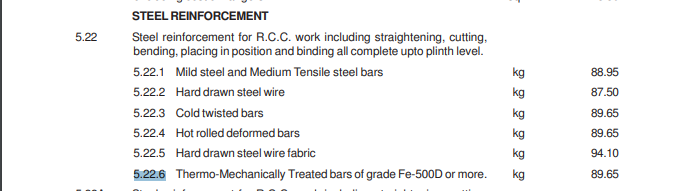 STEEL REINFORCEMENT
5.22 Steel reinforcement for R.C.C. work including straightening, cutting,
bending, placing in position and binding all complete upto plinth level.
5.22.1 Mild steel and Medium Tensile steel bars kg 88.95
5.22.2 Hard drawn steel wire kg 87.50
5.22.3 Cold twisted bars kg 89.65
5.22.4 Hot rolled deformed bars kg 89.65
5.22.5 Hard drawn steel wire fabric kg 94.10
5.22.6 Thermo-Mechanically Treated bars of grade Fe-500D or more. kg 89.65